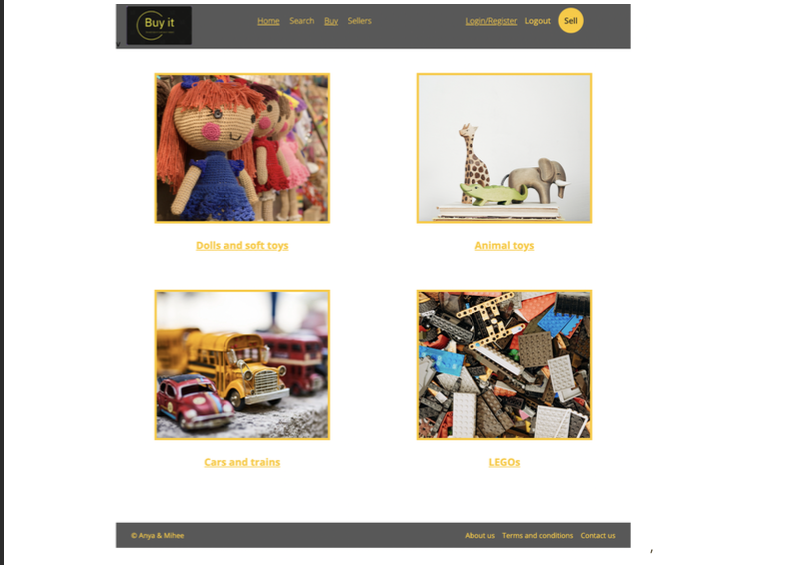 Buy it
Home Search Buy Sellers
Login/Register Logout Sell
Dolls and soft toys
Animal toys
Cars and trains
LEGOs
© Anya & Mihee
About us Terms and conditions Contact us
,